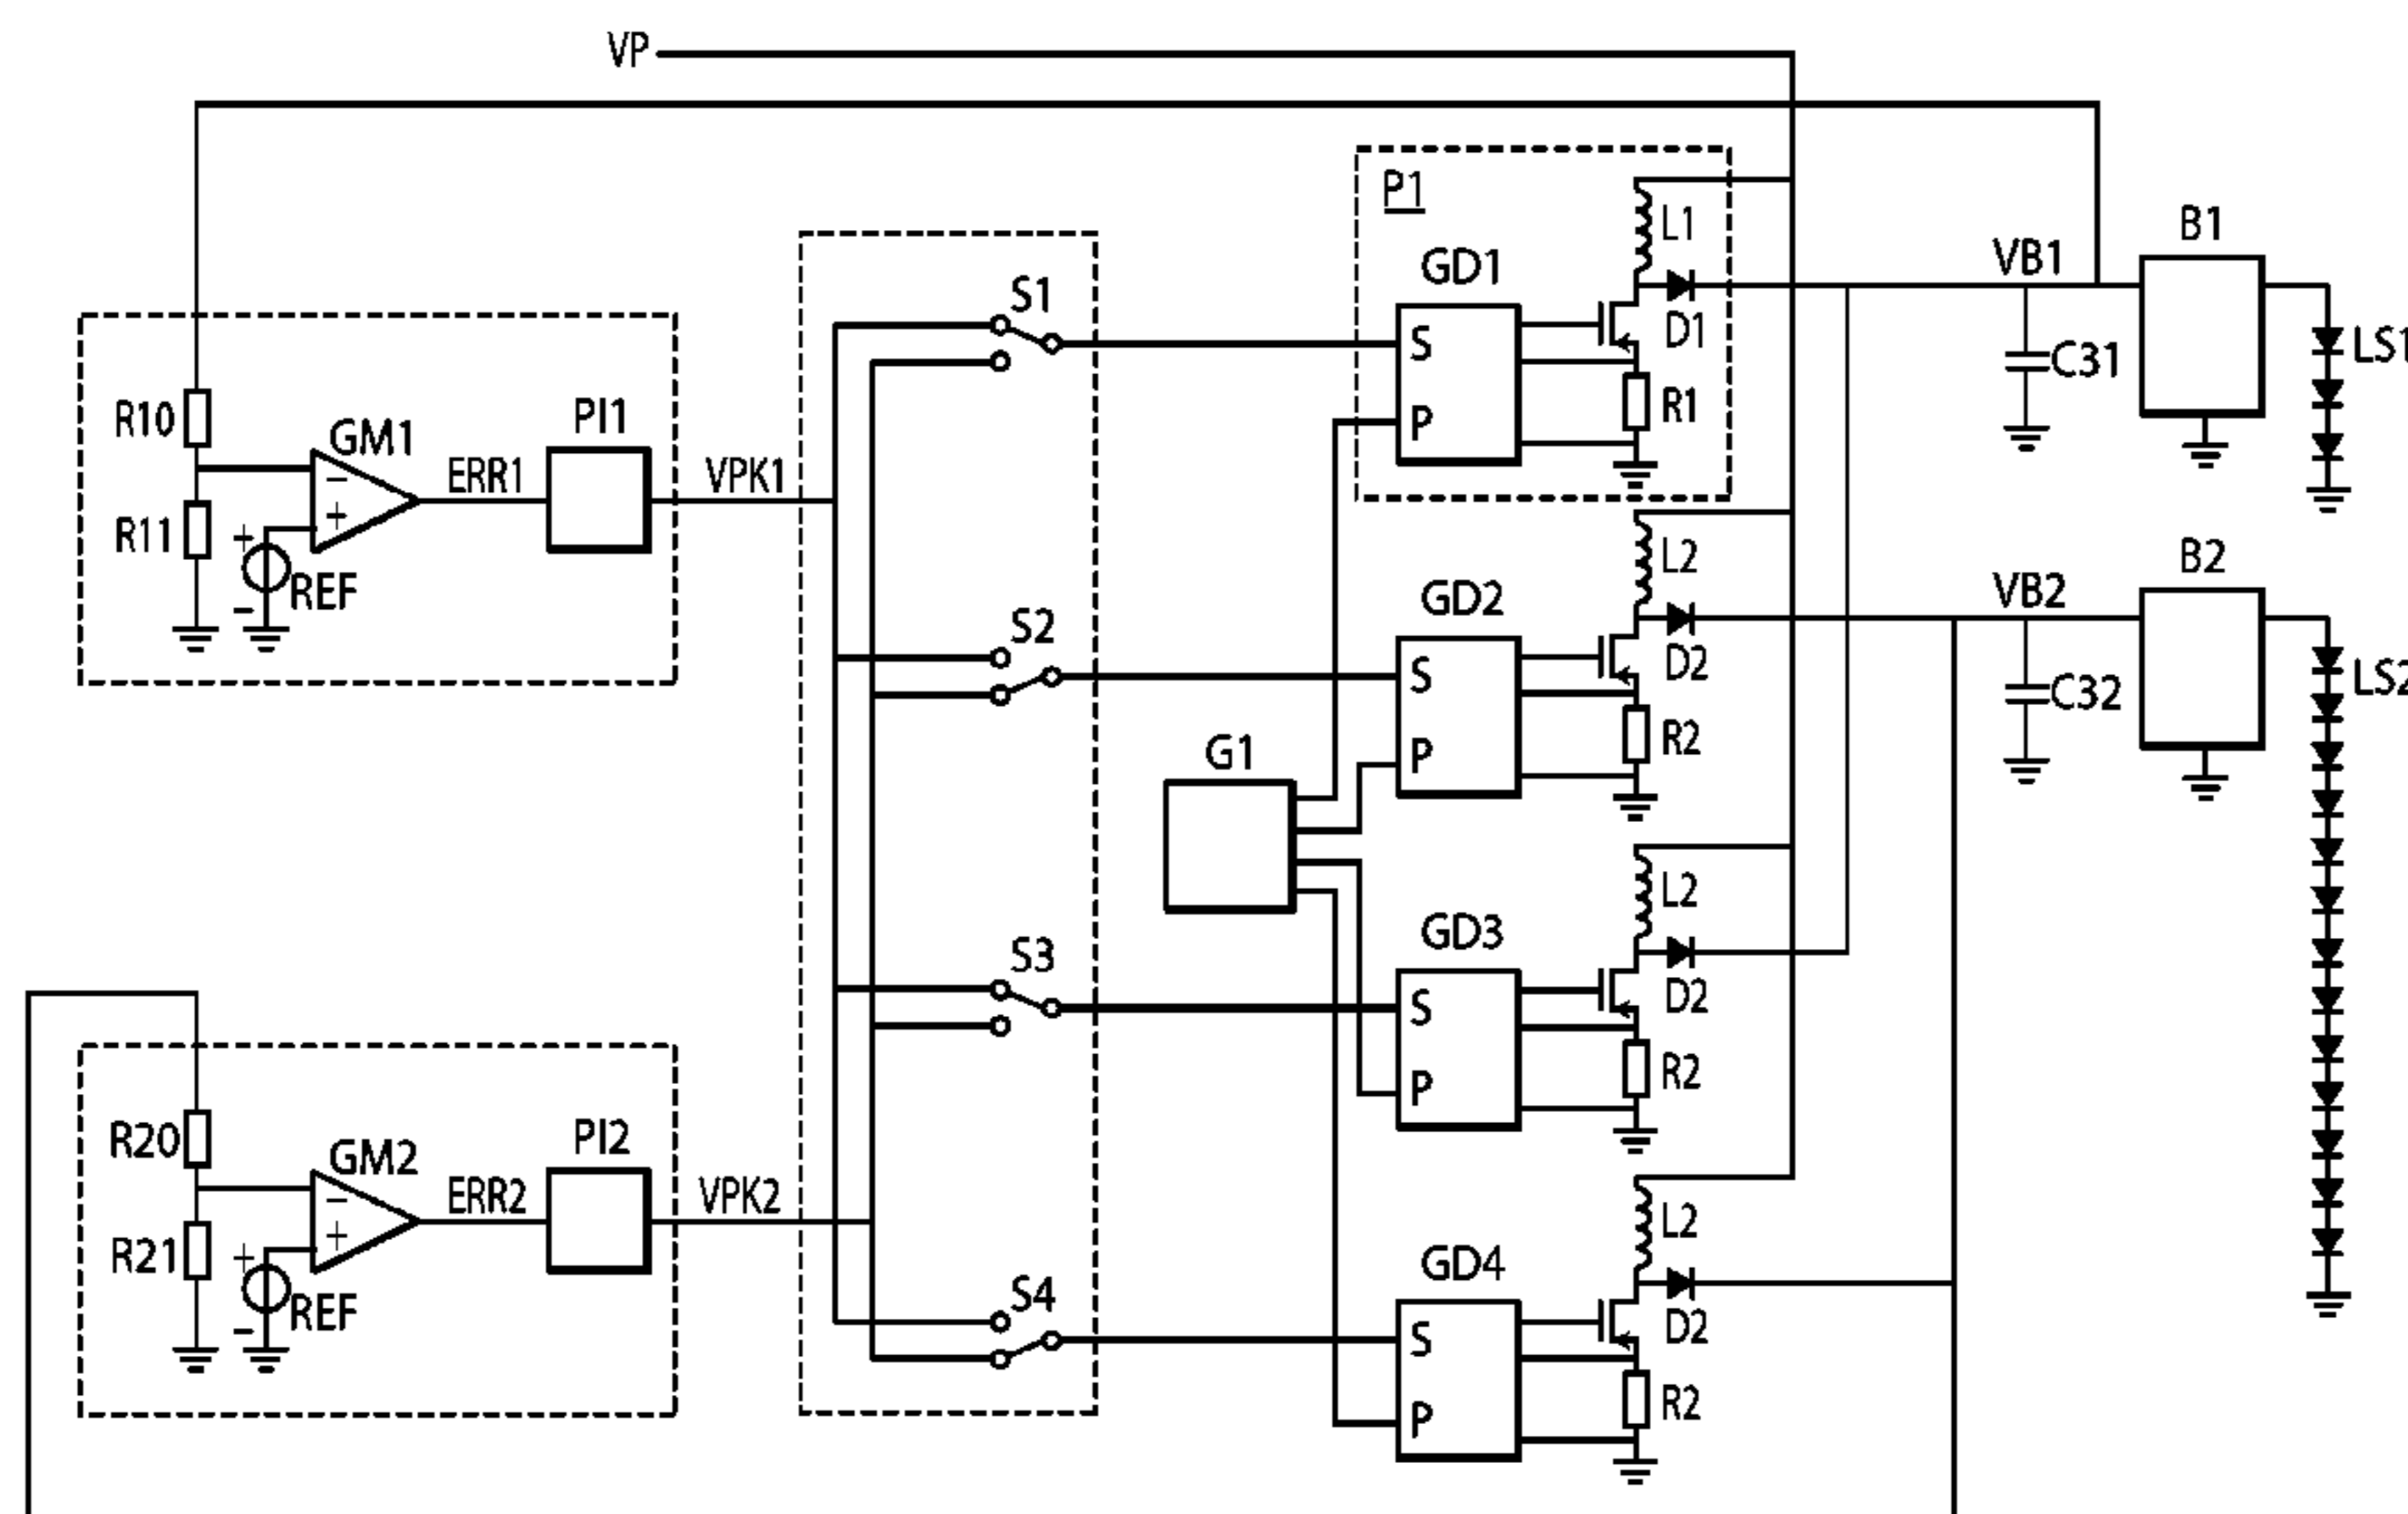 VP
P1
L1
GD1
S
P
D1
R1
VB1
C31
B1
LS1
S1
R10
R11
GM1
−
+
+
−
REF
ERR1
PI1
VPK1
L2
GD2
S
P
D2
R2
VB2
C32
B2
LS2
S2
G1
L2
GD3
S
P
D2
R2
S3
R20
R21
GM2
−
+
+
−
REF
ERR2
PI2
VPK2
L2
GD4
S
P
D2
R2
S4